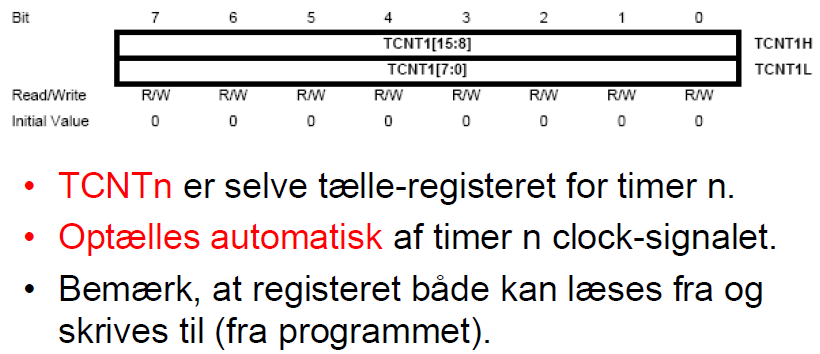 Bit 7 6 5 4 3 2 1 0
TCNT1[15:8] TCNT1H
TCNT1[7:0] TCNT1L
Read/Write R/W R/W R/W R/W R/W R/W R/W R/W
Initial Value 0 0 0 0 0 0 0 0
• TCNTn er selve tælle-registeret for timer n.
• Optælles automatisk af timer n clock-signalet.
• Bemærk, at registeret både kan læses fra og
skrives til (fra programmet).